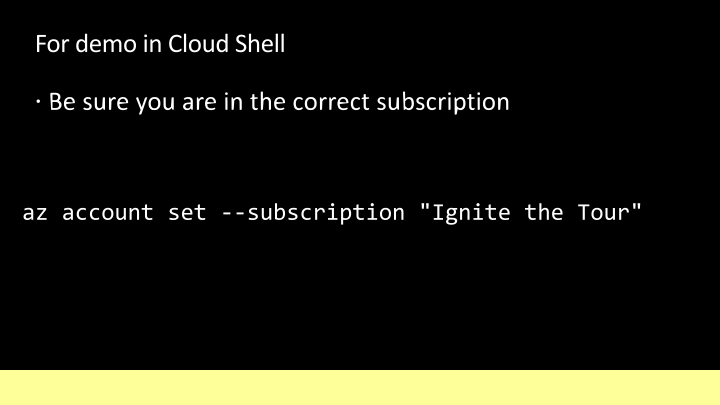 For demo in Cloud Shell
· Be sure you are in the correct subscription
az account set --subscription "Ignite the Tour"